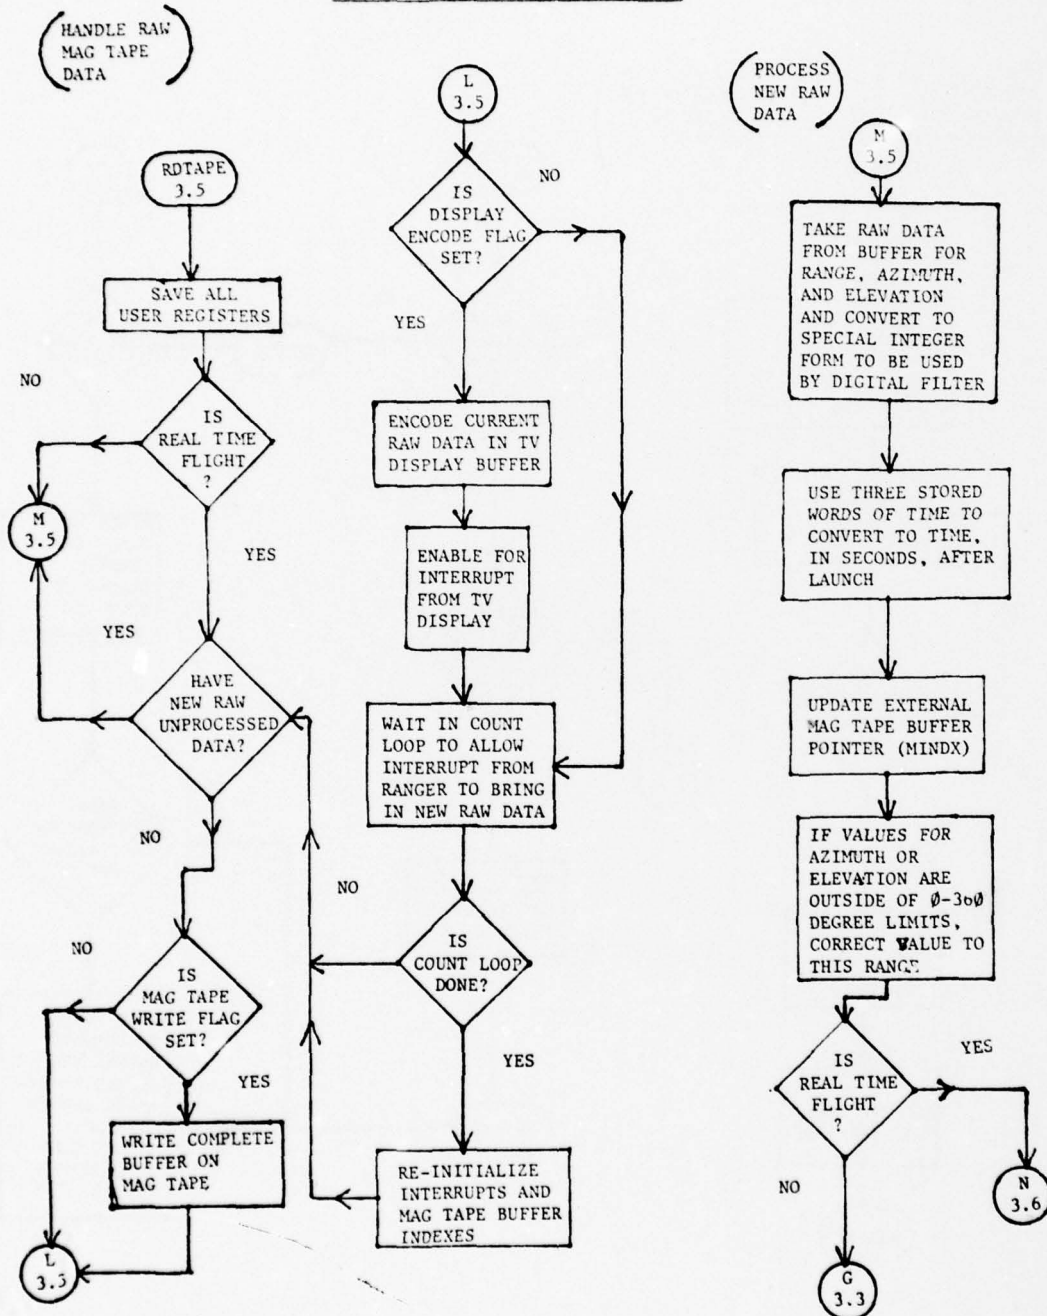 HANDLE RAW
MAG TAPE
DATA
RDTAPE
3.5
SAVE ALL
USER REGISTERS
NO
IS
REAL TIME
FLIGHT
?
M
3.5
YES
YES
HAVE
NEW RAW
UNPROCESSED
DATA?
NO
NO
IS
MAG TAPE
WRITE FLAG
SET?
YES
WRITE COMPLETE
BUFFER ON
MAG TAPE
L
3.5
L
3.5
NO
IS
DISPLAY
ENCODE FLAG
SET?
YES
ENCODE CURRENT
RAW DATA IN TV
DISPLAY BUFFER
ENABLE FOR
INTERRUPT
FROM TV
DISPLAY
WAIT IN COUNT
LOOP TO ALLOW
INTERRUPT FROM
RANGER TO BRING
IN NEW RAW DATA
NO
IS
COUNT LOOP
DONE?
YES
RE-INITIALIZE
INTERRUPTS AND
MAG TAPE BUFFER
INDEXES
PROCESS
NEW RAW
DATA
M
3.5
TAKE RAW DATA
FROM BUFFER FOR
RANGE, AZIMUTH,
AND ELEVATION
AND CONVERT TO
SPECIAL INTEGER
FORM TO BE USED
BY DIGITAL FILTER
USE THREE STORED
WORDS OF TIME TO
CONVERT TO TIME,
IN SECONDS, AFTER
LAUNCH
UPDATE EXTERNAL
MAG TAPE BUFFER
POINTER (MINDX)
IF VALUES FOR
AZIMUTH OR
ELEVATION ARE
OUTSIDE OF Ø-36Ø
DEGREE LIMITS,
CORRECT VALUE TO
THIS RANGE
IS
REAL TIME
FLIGHT
?
YES
NO
N
3.6
G
3.3